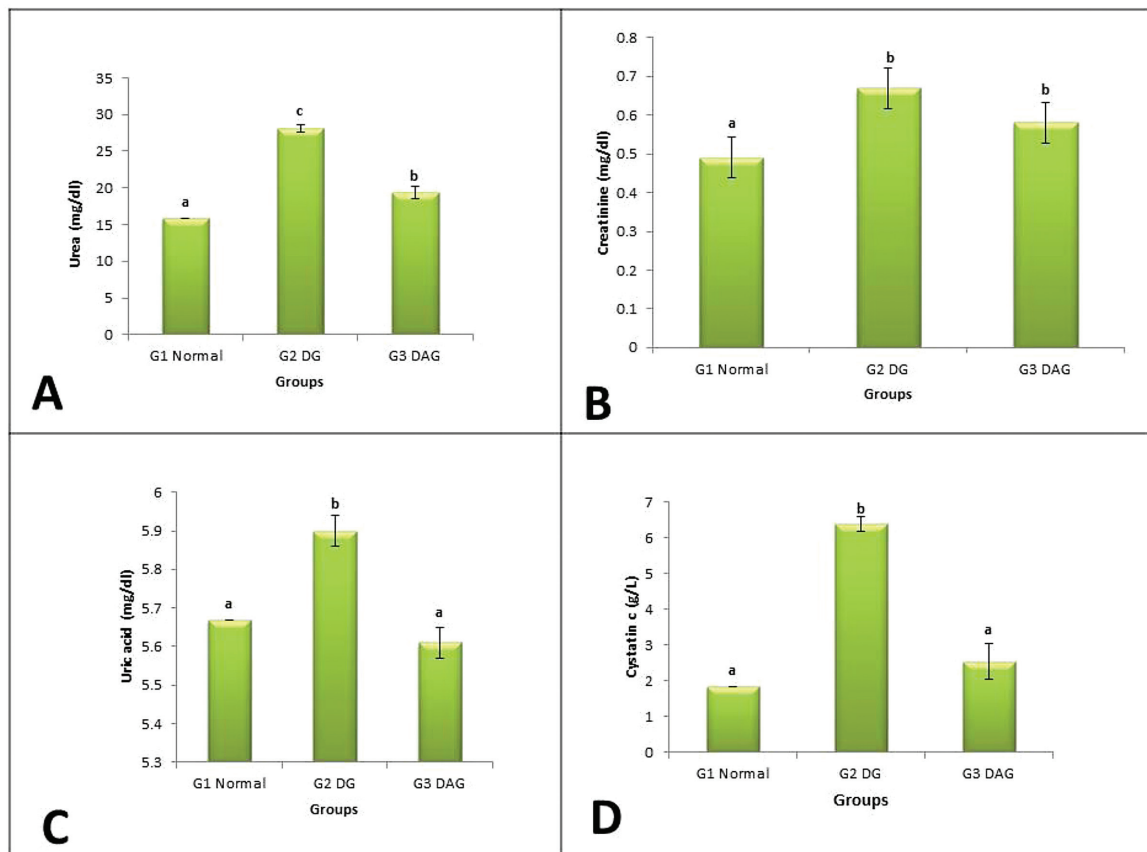 35
30
25
20
15
10
5
0
Urea (mg/dl)
a
c
b
G1 Normal G2 DG G3 DAG
Groups
A
0.8
0.7
0.6
0.5
0.4
0.3
0.2
0.1
0
Creatinine (mg/dl)
a
b
b
G1 Normal G2 DG G3 DAG
Groups
B
6
5.9
5.8
5.7
5.6
5.5
5.4
5.3
Uric acid (mg/dl)
a
b
a
G1 Normal G2 DG G3 DAG
Groups
C
7
6
5
4
3
2
1
0
Cystatin c (g/L)
a
b
a
G1 Normal G2 DG G3 DAG
Groups
D